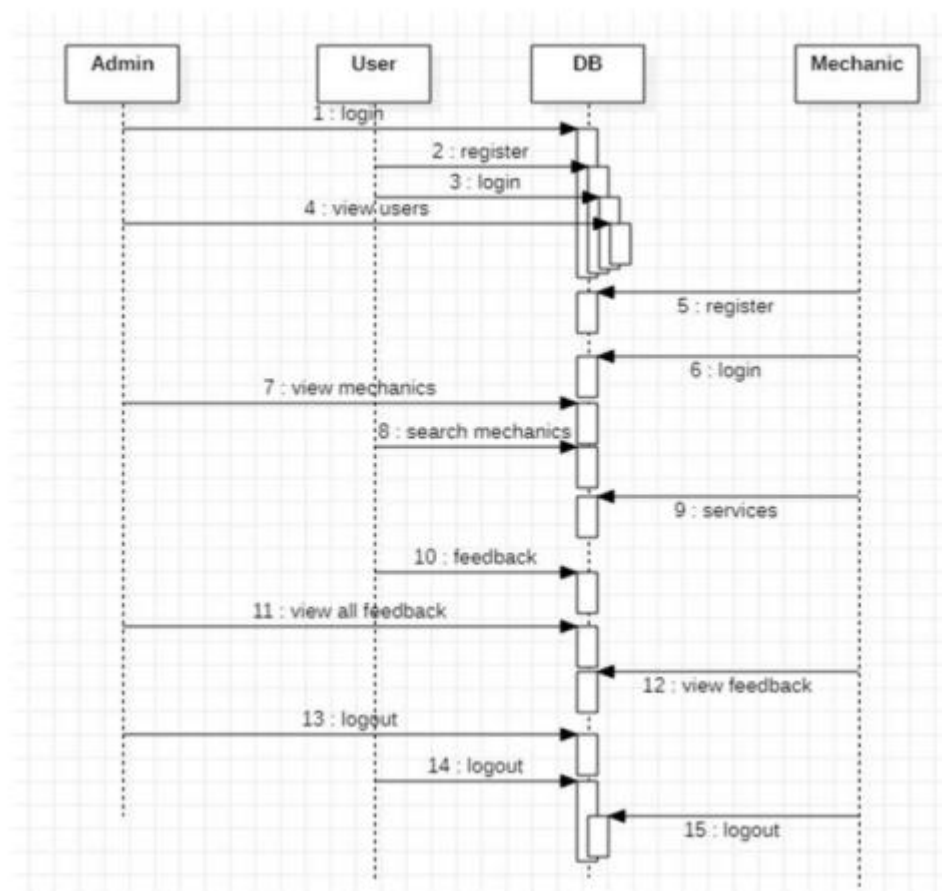 Admin
User
DB
Mechanic
1 : login
2 : register
3 : login
4 : view users
5 : register
6 : login
7 : view mechanics
8 : search mechanics
9 : services
10 : feedback
11 : view all feedback
12 : view feedback
13 : logout
14 : logout
15 : logout